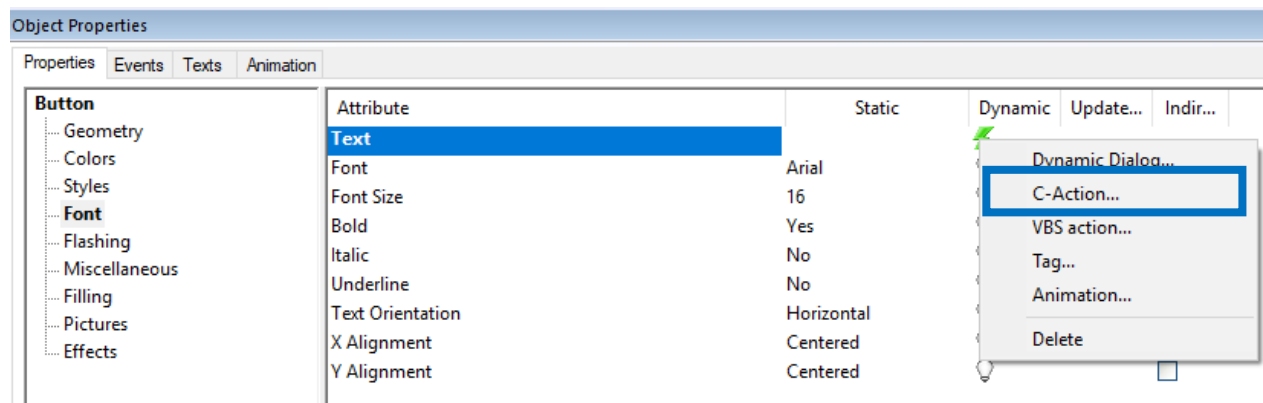 Object Properties
Properties Events Texts Animation
Button
Geometry
Colors
Styles
Font
Flashing
Miscellaneous
Filling
Pictures
Effects
Attribute Static Dynamic Update... Indir...
Text
Font Arial
Font Size 16
Bold Yes
Italic No
Underline No
Text Orientation Horizontal
X Alignment Centered
Y Alignment Centered
Dynamic Dialog...
C-Action...
VBS action...
Tag...
Animation...
Delete